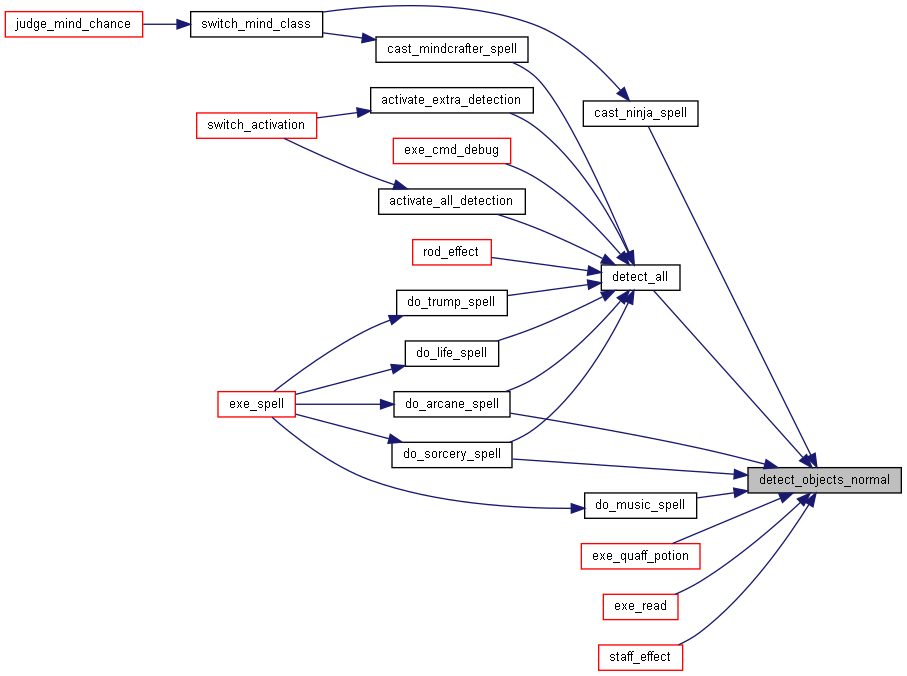 judge_mind_chance
switch_mind_class
cast_mindcrafter_spell
activate_extra_detection
cast_ninja_spell
switch_activation
exe_cmd_debug
activate_all_detection
rod_effect
detect_all
do_trump_spell
do_life_spell
exe_spell
do_arcane_spell
do_sorcery_spell
detect_objects_normal
do_music_spell
exe_quaff_potion
exe_read
staff_effect